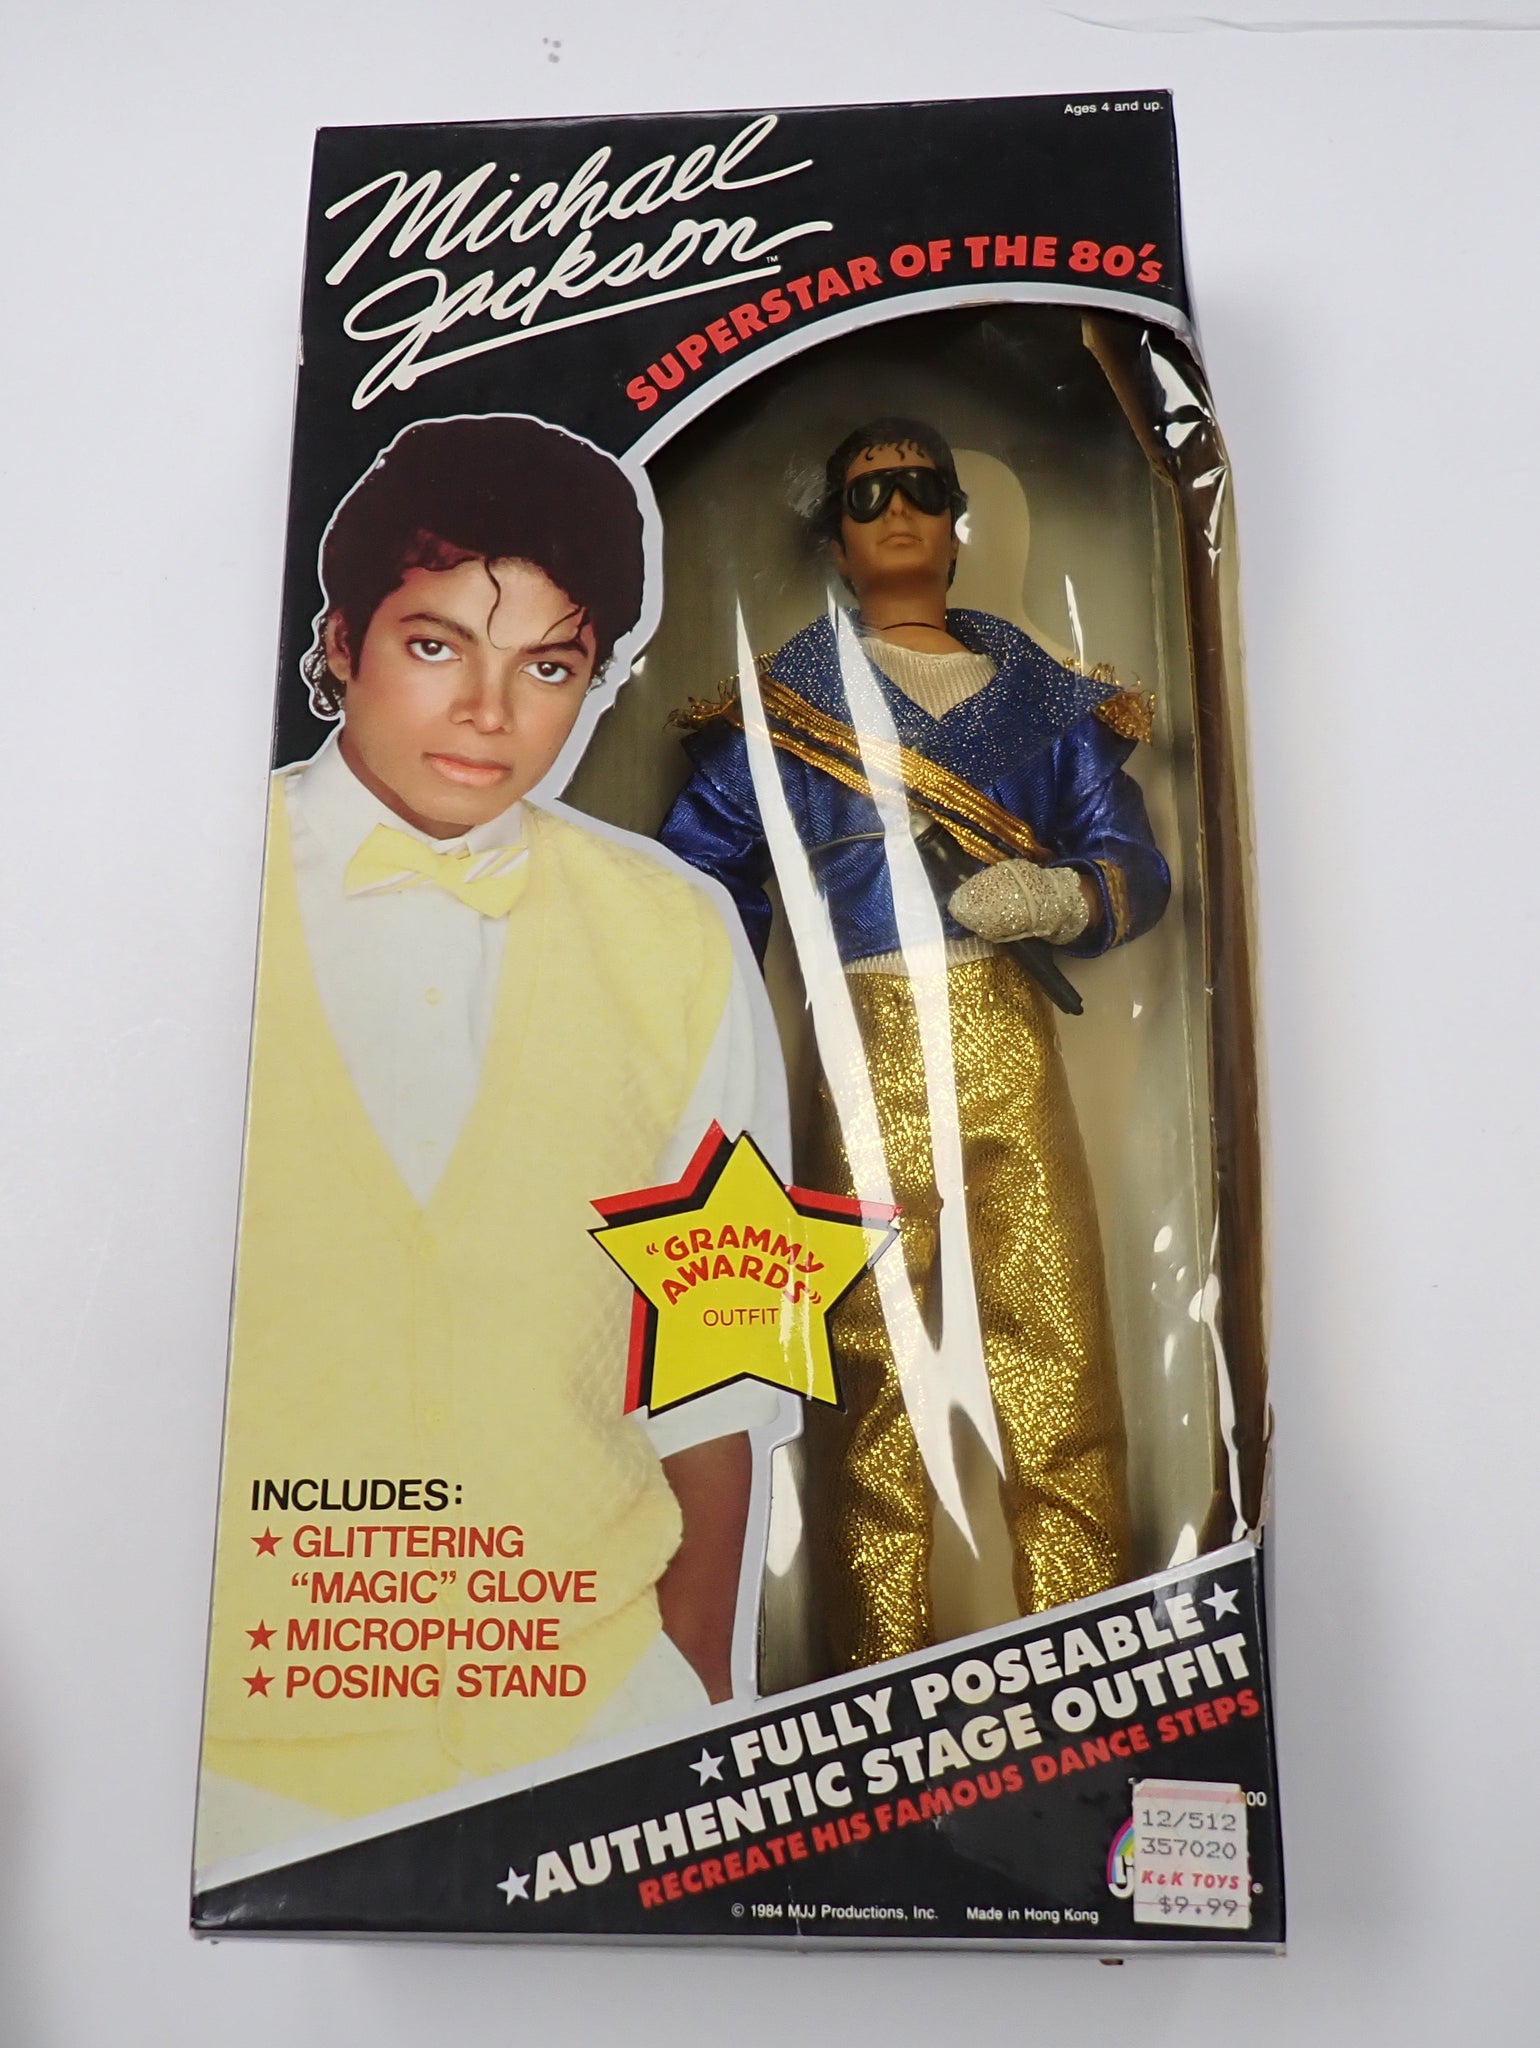 Ages 4 and up.
Michael
Jackson™
SUPERSTAR OF THE 80's
"GRAMMY
AWARDS"
OUTFIT
INCLUDES:
★ GLITTERING
"MAGIC" GLOVE
★ MICROPHONE
★ POSING STAND
★ FULLY POSEABLE ★
★ AUTHENTIC STAGE OUTFIT
RECREATE HIS FAMOUS DANCE STEPS
© 1984 MJJ Productions, Inc. Made in Hong Kong
12/512
357020
K&K TOYS
$9.99